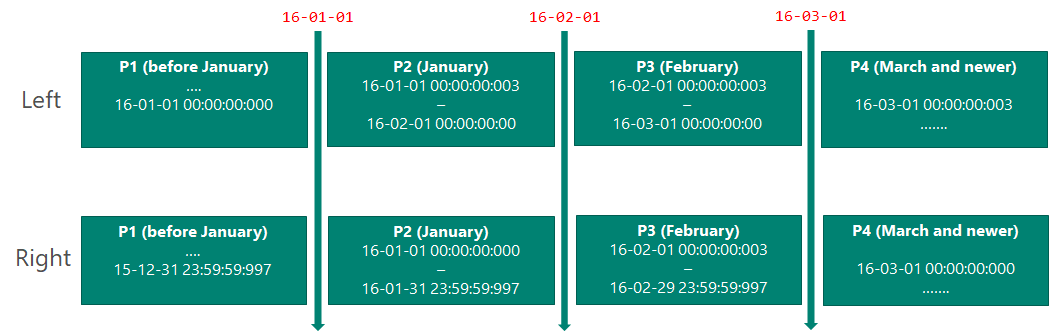 16-01-01 16-02-01 16-03-01
Left
P1 (before January)
....
16-01-01 00:00:00:000
P2 (January)
16-01-01 00:00:00:003
–
16-02-01 00:00:00:00
P3 (February)
16-02-01 00:00:00:003
–
16-03-01 00:00:00:00
P4 (March and newer)
16-03-01 00:00:00:003
.......
Right
P1 (before January)
....
15-12-31 23:59:59:997
P2 (January)
16-01-01 00:00:00:000
–
16-01-31 23:59:59:997
P3 (February)
16-02-01 00:00:00:003
–
16-02-29 23:59:59:997
P4 (March and newer)
16-03-01 00:00:00:000
.......